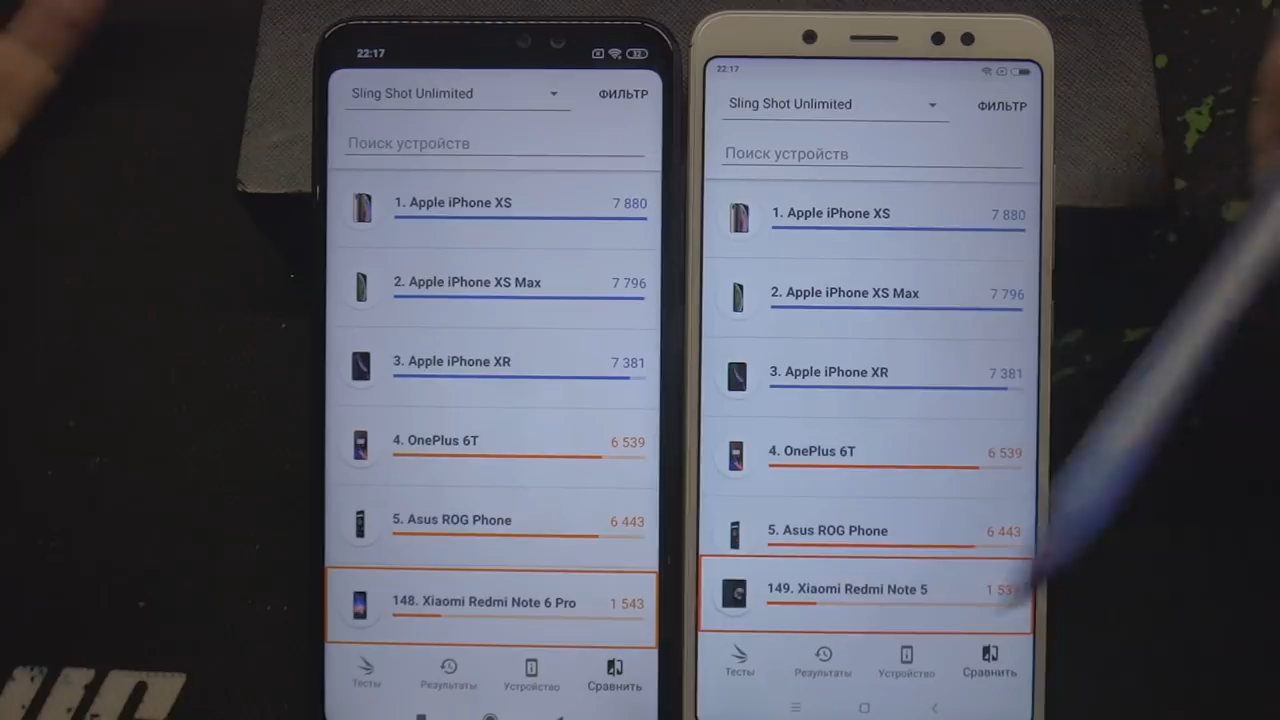 22:17
32
Sling Shot Unlimited
ФИЛЬТР
Поиск устройств
1. Apple iPhone XS 7 880
2. Apple iPhone XS Max 7 796
3. Apple iPhone XR 7 381
4. OnePlus 6T 6 539
5. Asus ROG Phone 6 443
148. Xiaomi Redmi Note 6 Pro 1 543
Тесты Результаты Устройство Сравнить
22:17
Sling Shot Unlimited
ФИЛЬТР
Поиск устройств
1. Apple iPhone XS 7 880
2. Apple iPhone XS Max 7 796
3. Apple iPhone XR 7 381
4. OnePlus 6T 6 539
5. Asus ROG Phone 6 443
149. Xiaomi Redmi Note 5
Тесты Результаты Устройство Сравнить